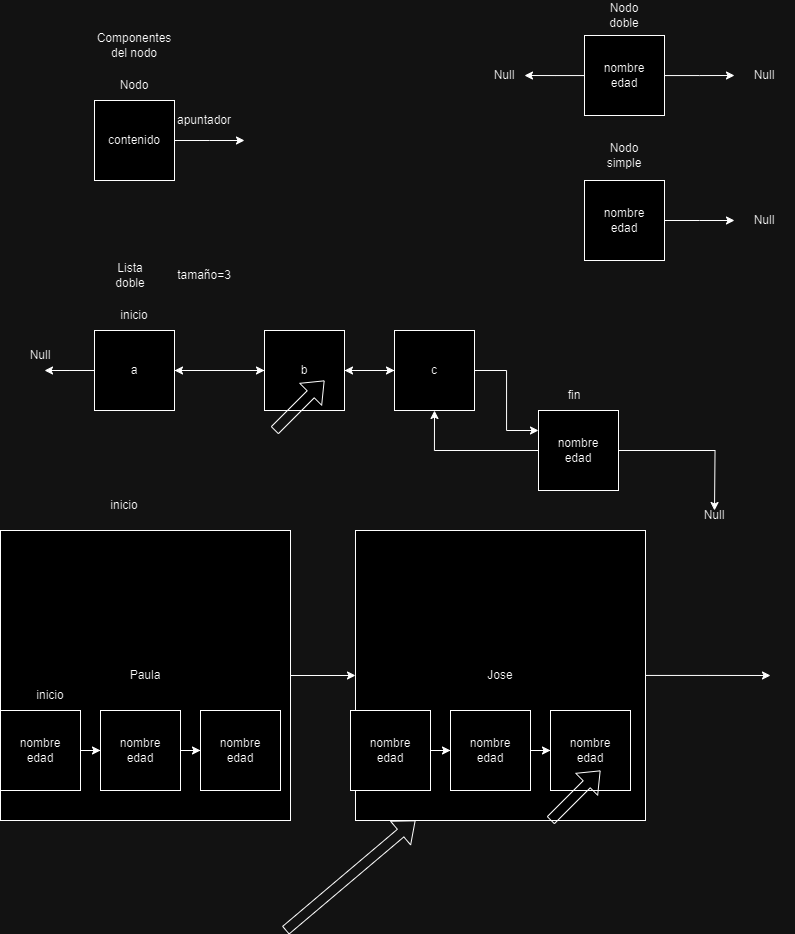 Componentes
del nodo
Nodo
apuntador
contenido
Nodo
doble
Null
nombre
edad
Null
Nodo
simple
nombre
edad
Null
Lista
doble
tamaño=3
inicio
Null
a
b
c
fin
nombre
edad
Null
inicio
Paula
inicio
nombre
edad
nombre
edad
nombre
edad
Jose
nombre
edad
nombre
edad
nombre
edad